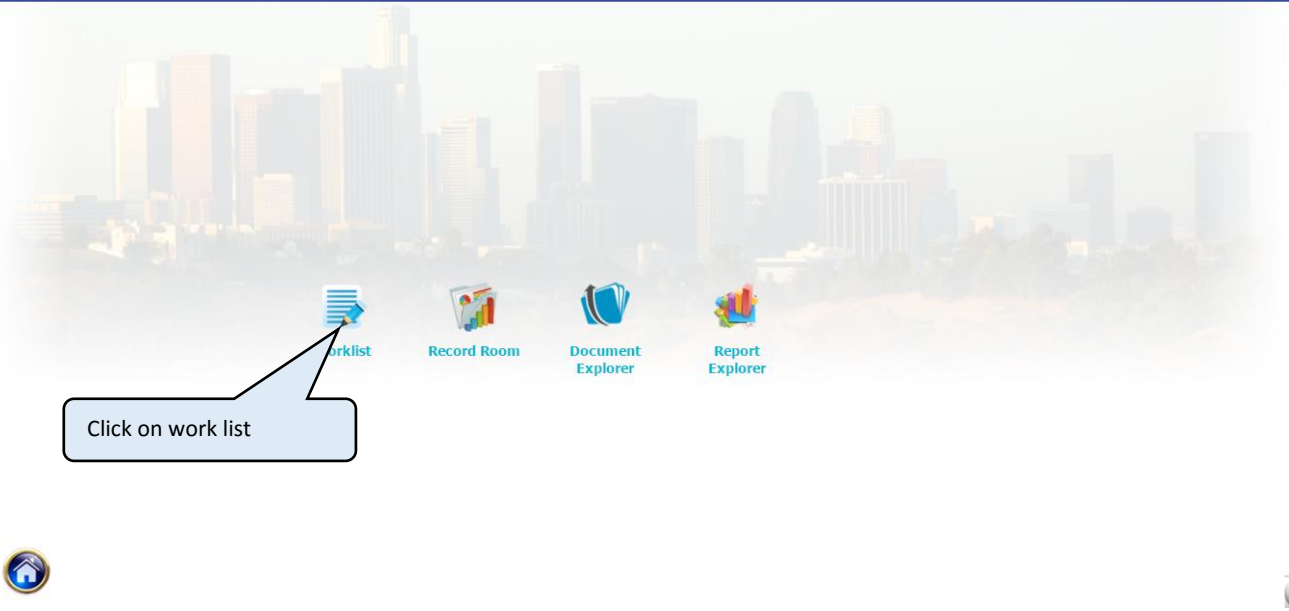 orklist
Record Room
Document
Explorer
Report
Explorer
Click on work list